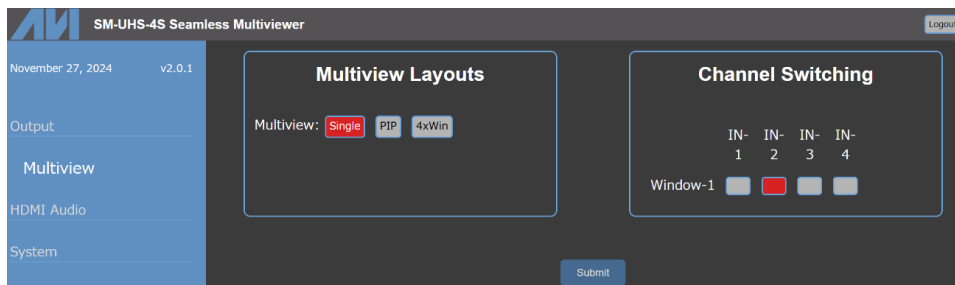 AVI
SM-UHS-4S Seamless Multiviewer
Logout
November 27, 2024 v2.0.1
Output
Multiview
HDMI Audio
System
Multiview Layouts
Multiview: Single PIP 4xWin
Channel Switching
IN- IN- IN- IN-
1 2 3 4
Window-1
Submit